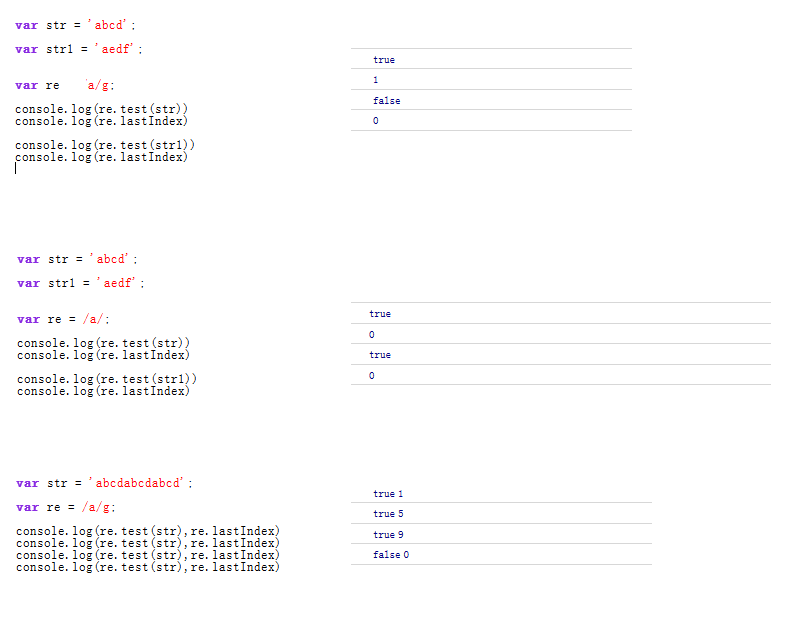 var str = 'abcd';
var str1 = 'aedf';
var re a/g;
console.log(re.test(str))
console.log(re.lastIndex)
console.log(re.test(str1))
console.log(re.lastIndex)
true
1
false
0
var str = 'abcd';
var str1 = 'aedf';
var re = /a/;
console.log(re.test(str))
console.log(re.lastIndex)
console.log(re.test(str1))
console.log(re.lastIndex)
true
0
true
0
var str = 'abcdabcdabcd';
var re = /a/g;
console.log(re.test(str),re.lastIndex)
console.log(re.test(str),re.lastIndex)
console.log(re.test(str),re.lastIndex)
console.log(re.test(str),re.lastIndex)
true 1
true 5
true 9
false 0